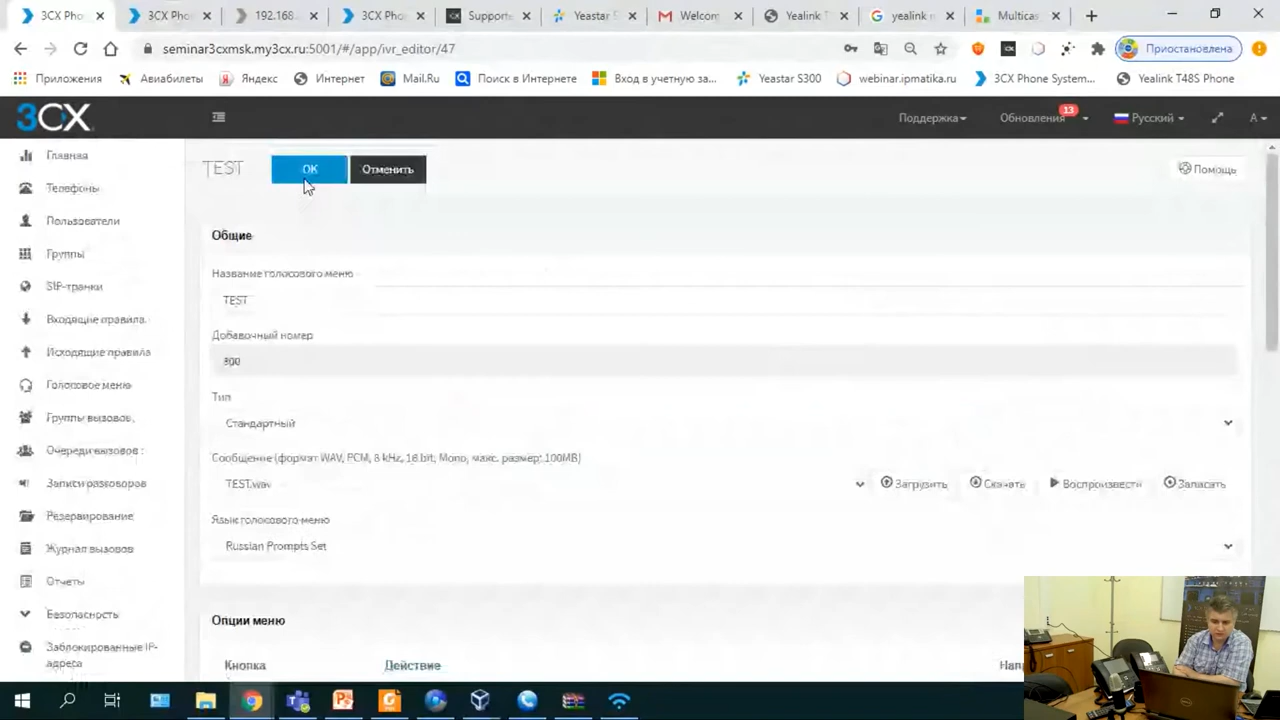 3CX Pho
3CX Pho
192.168.
3CX Pho
Supporte
Yeastar S
Welcom
Yealink T
yealink m
Multicas
seminar3cxmsk.my3cx.ru:5001/#/app/ivr_editor/47
Приостановлена
Приложения
Авиабилеты
Яндекс
Интернет
Mail.Ru
Поиск в Интернете
Вход в учетную за...
Yeastar S300
webinar.ipmatika.ru
3CX Phone System...
Yealink T48S Phone
3CX
Поддержка
Обновления
13
Русский
A
Главная
Телефоны
Пользователи
Группы
SIP-транки
Входящие правила
Исходящие правила
Голосовое меню
Группы вызовов
Очереди вызовов
Записи разговоров
Резервирование
Журнал вызовов
Отчеты
Безопасность
Заблокированные IP-
адреса
TEST
OK
Отменить
Помощь
Общие
Название голосового меню
TEST
Добавочный номер
300
Тип
Стандартный
Сообщение (формат WAV, PCM, 8 kHz, 16 bit, Mono, макс. размер: 100MB)
TEST.wav
Загрузить
Скачать
Воспроизвести
Записать
Язык голосового меню
Russian Prompts Set
Опции меню
Кнопка
Действие